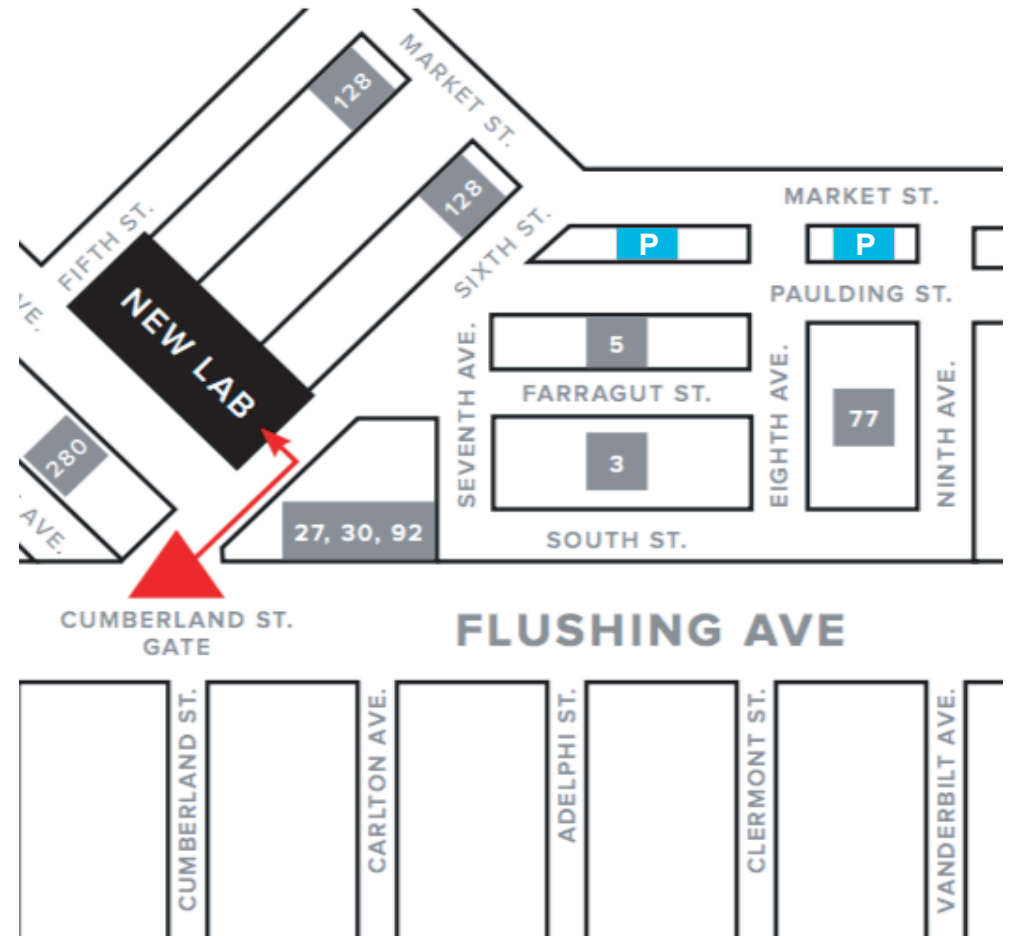 MARKET ST.
128
128
FIFTH ST.
SIXTH ST.
MARKET ST.
P
P
PAULDING ST.
VE.
NEW LAB
SEVENTH AVE.
5
FARRAGUT ST.
3
EIGHTH AVE.
77
NINTH AVE.
280
AVE.
27, 30, 92
SOUTH ST.
CUMBERLAND ST.
GATE
FLUSHING AVE
CUMBERLAND ST.
CARLTON AVE.
ADELPHI ST.
CLERMONT ST.
VANDERBILT AVE.